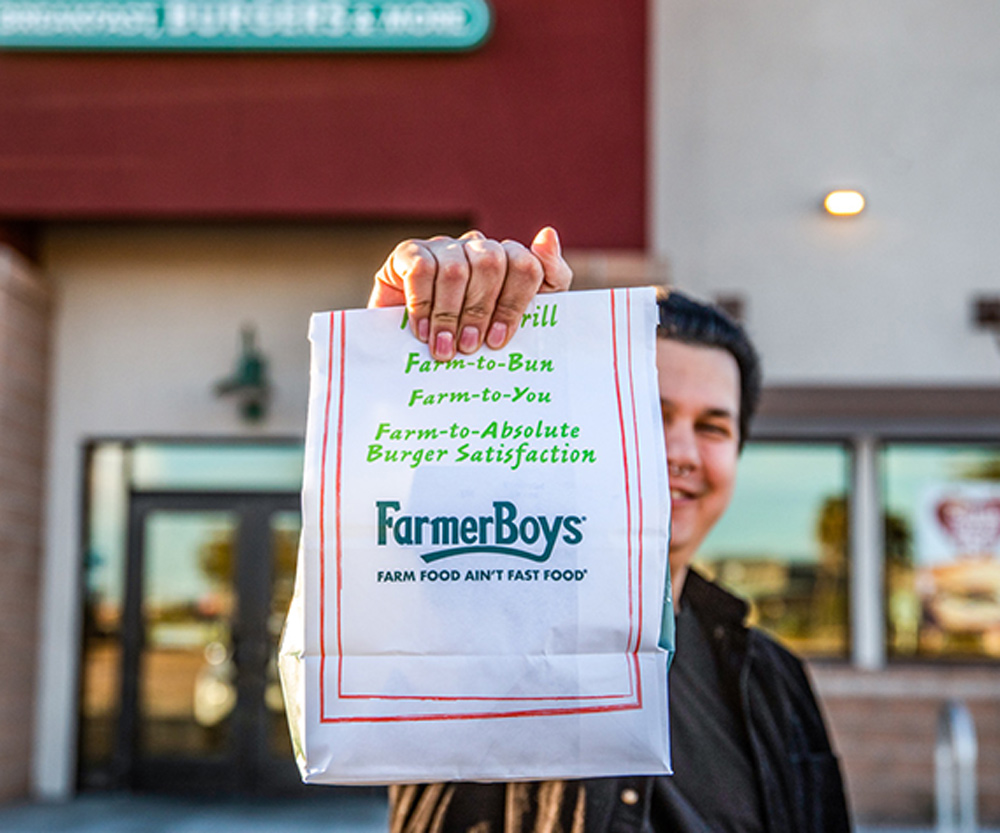 BREAKFAST, BURGERS & MORE
Farm-to-Bun
Farm-to-You
Farm-to-Absolute
Burger Satisfaction
FarmerBoys®
FARM FOOD AIN'T FAST FOOD®